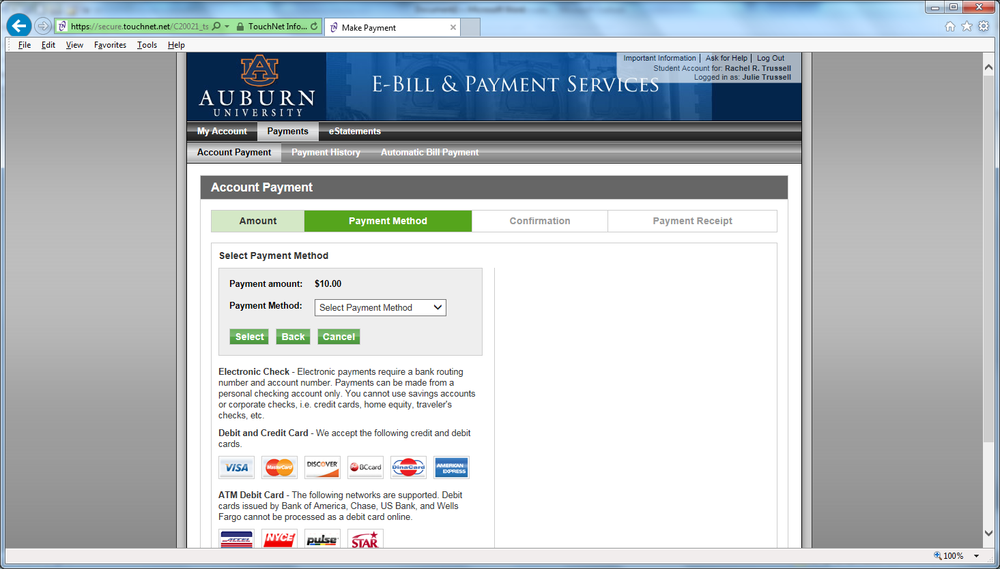 https://secure.touchnet.net/C20021_ts
TouchNet Info...
Make Payment
File Edit View Favorites Tools Help
AUBURN
UNIVERSITY
E-BILL & PAYMENT SERVICES
Important Information | Ask for Help | Log Out
Student Account for: Rachel R. Trussell
Logged in as: Julie Trussell
My Account Payments eStatements
Account Payment Payment History Automatic Bill Payment
Account Payment
Amount Payment Method Confirmation Payment Receipt
Select Payment Method
Payment amount: $10.00
Payment Method: Select Payment Method
Select Back Cancel
Electronic Check - Electronic payments require a bank routing
number and account number. Payments can be made from a
personal checking account only. You cannot use savings accounts
or corporate checks, i.e. credit cards, home equity, traveler's
checks, etc.
Debit and Credit Card - We accept the following credit and debit
cards.
VISA MasterCard DISCOVER BCcard DinaCard AMERICAN EXPRESS
ATM Debit Card - The following networks are supported. Debit
cards issued by Bank of America, Chase, US Bank, and Wells
Fargo cannot be processed as a debit card online.
ACCEL NYCE pulse STAR
100%